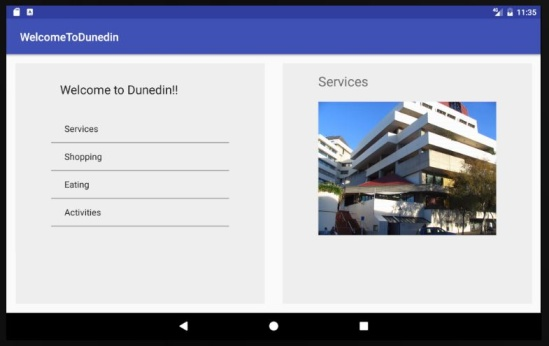 11:35
WelcomeToDunedin
Welcome to Dunedin!!
Services
Shopping
Eating
Activities
Services